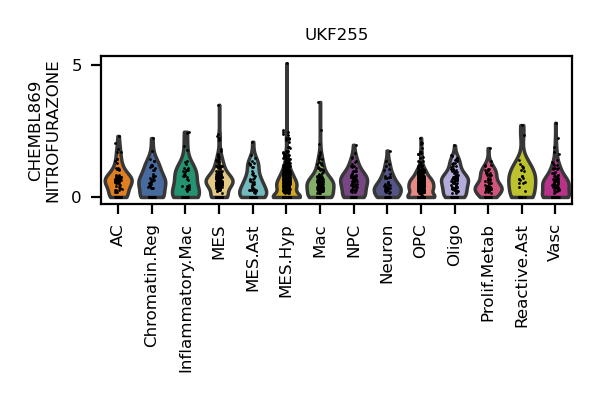 UKF255
CHEMBL869
NITROFURAZONE
5
0
AC
Chromatin.Reg
Inflammatory.Mac
MES
MES.Ast
MES.Hyp
Mac
NPC
Neuron
OPC
Oligo
Prolif.Metab
Reactive.Ast
Vasc